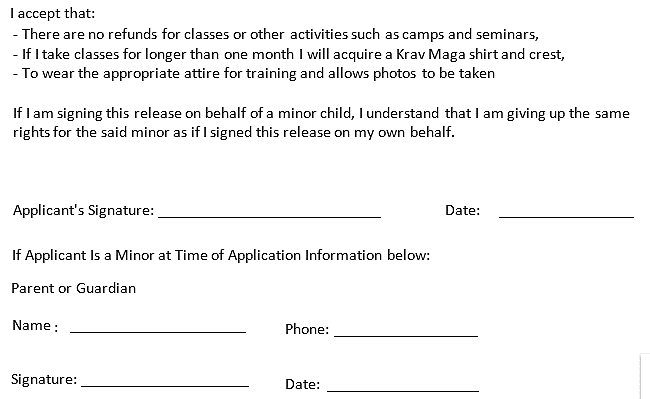 I accept that:
- There are no refunds for classes or other activities such as camps and seminars,
- If I take classes for longer than one month I will acquire a Krav Maga shirt and crest,
- To wear the appropriate attire for training and allows photos to be taken
If I am signing this release on behalf of a minor child, I understand that I am giving up the same
rights for the said minor as if I signed this release on my own behalf.
Applicant's Signature: ____________________________ Date: _________________
If Applicant Is a Minor at Time of Application Information below:
Parent or Guardian
Name : ______________________ Phone: __________________
Signature: _____________________ Date: ___________________